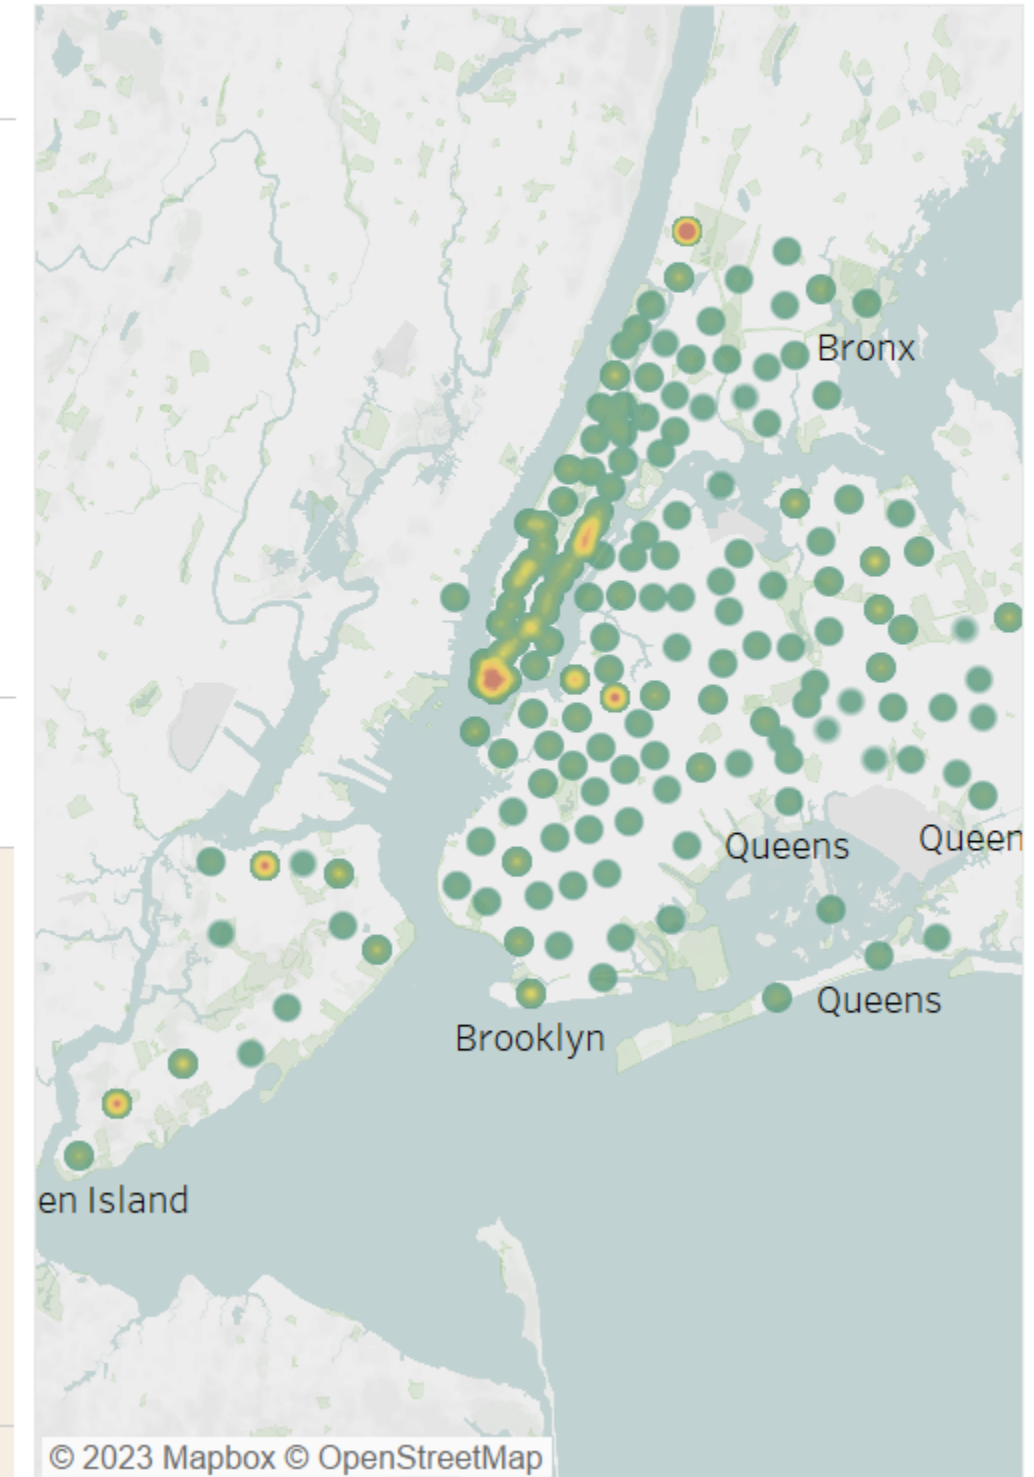 Bronx
Queens
Queen
Queens
Brooklyn
en Island
© 2023 Mapbox © OpenStreetMap